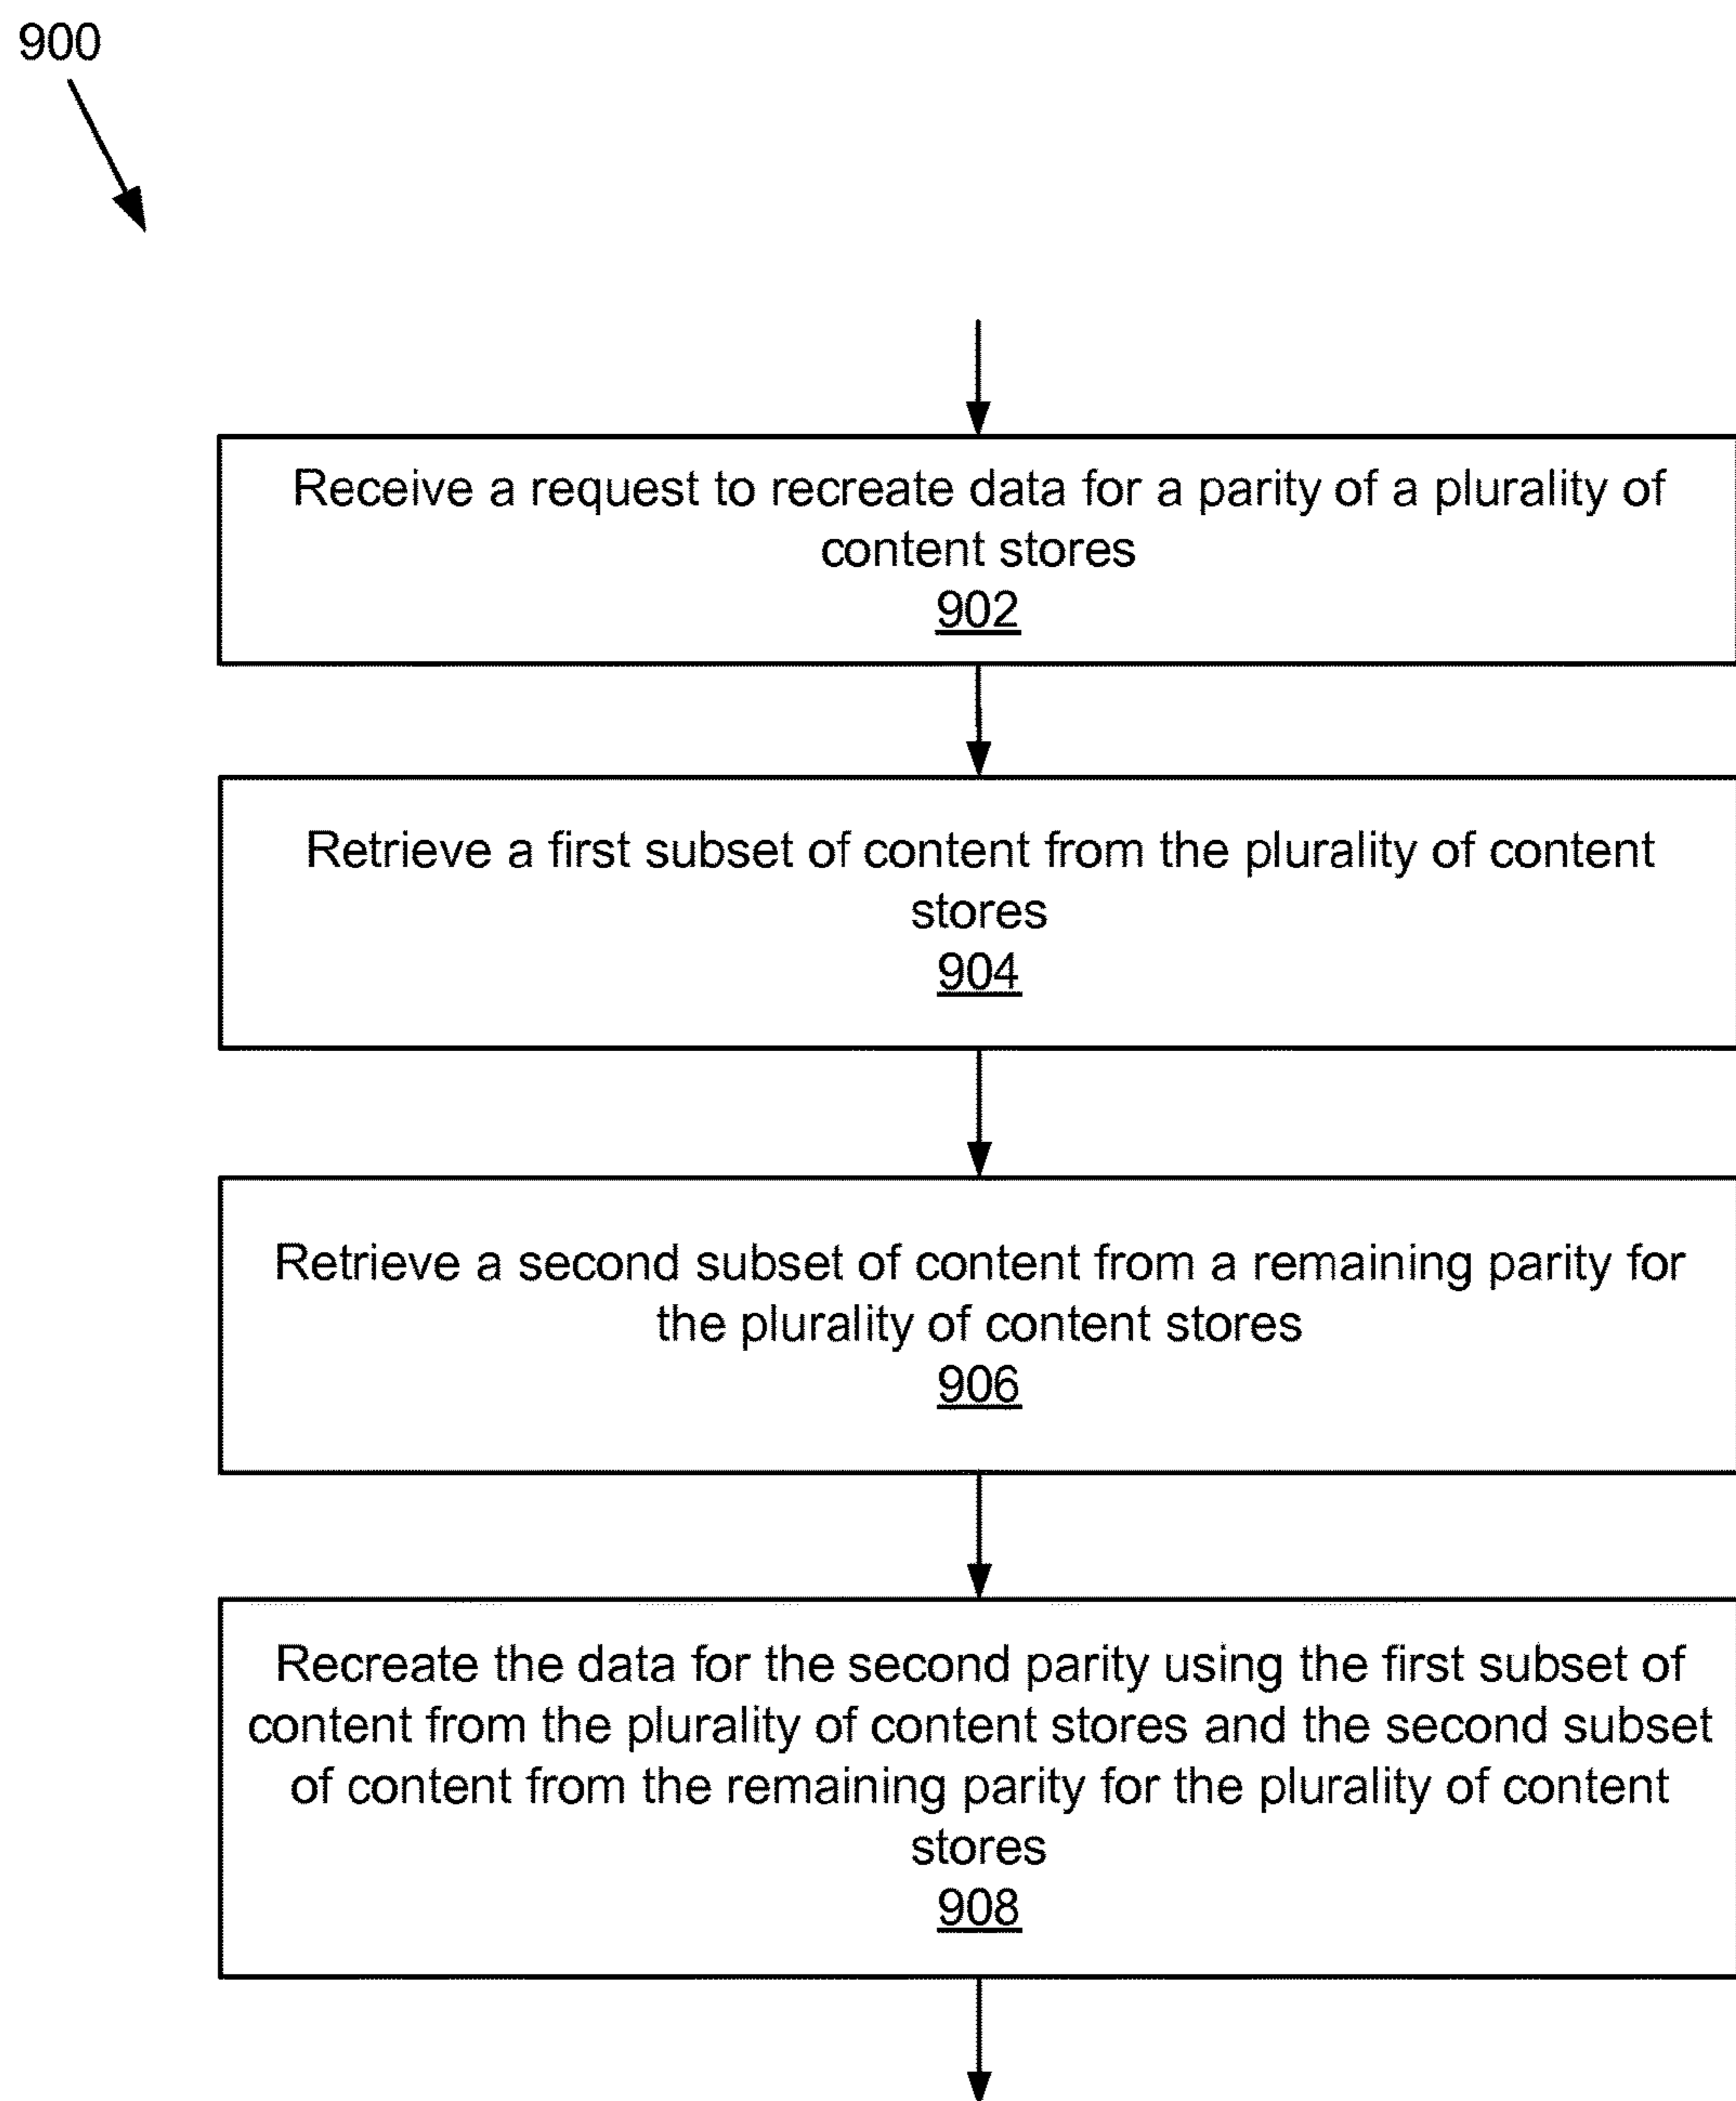 900
Receive a request to recreate data for a parity of a plurality of
content stores
902
Retrieve a first subset of content from the plurality of content
stores
904
Retrieve a second subset of content from a remaining parity for
the plurality of content stores
906
Recreate the data for the second parity using the first subset of
content from the plurality of content stores and the second subset
of content from the remaining parity for the plurality of content
stores
908